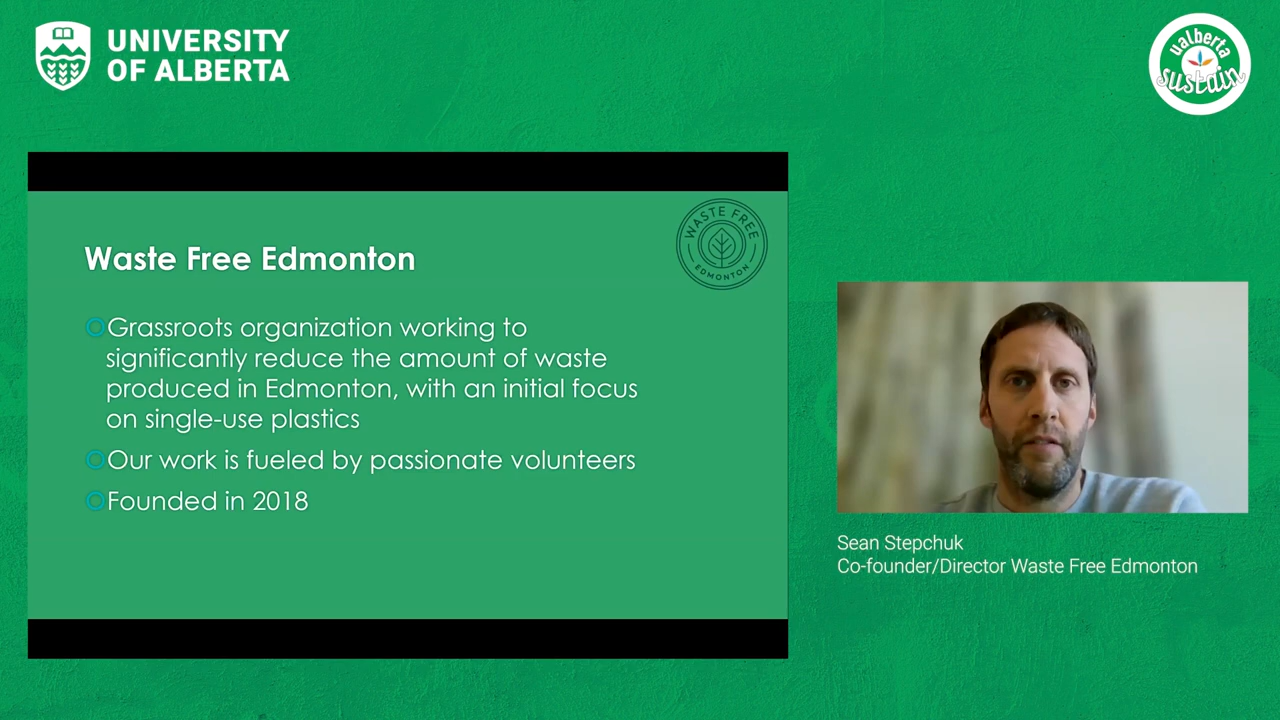 UNIVERSITY
OF ALBERTA
ualberta
sustain
WASTE FREE
EDMONTON
Waste Free Edmonton
Grassroots organization working to
significantly reduce the amount of waste
produced in Edmonton, with an initial focus
on single-use plastics
Our work is fueled by passionate volunteers
Founded in 2018
Sean Stepchuk
Co-founder/Director Waste Free Edmonton